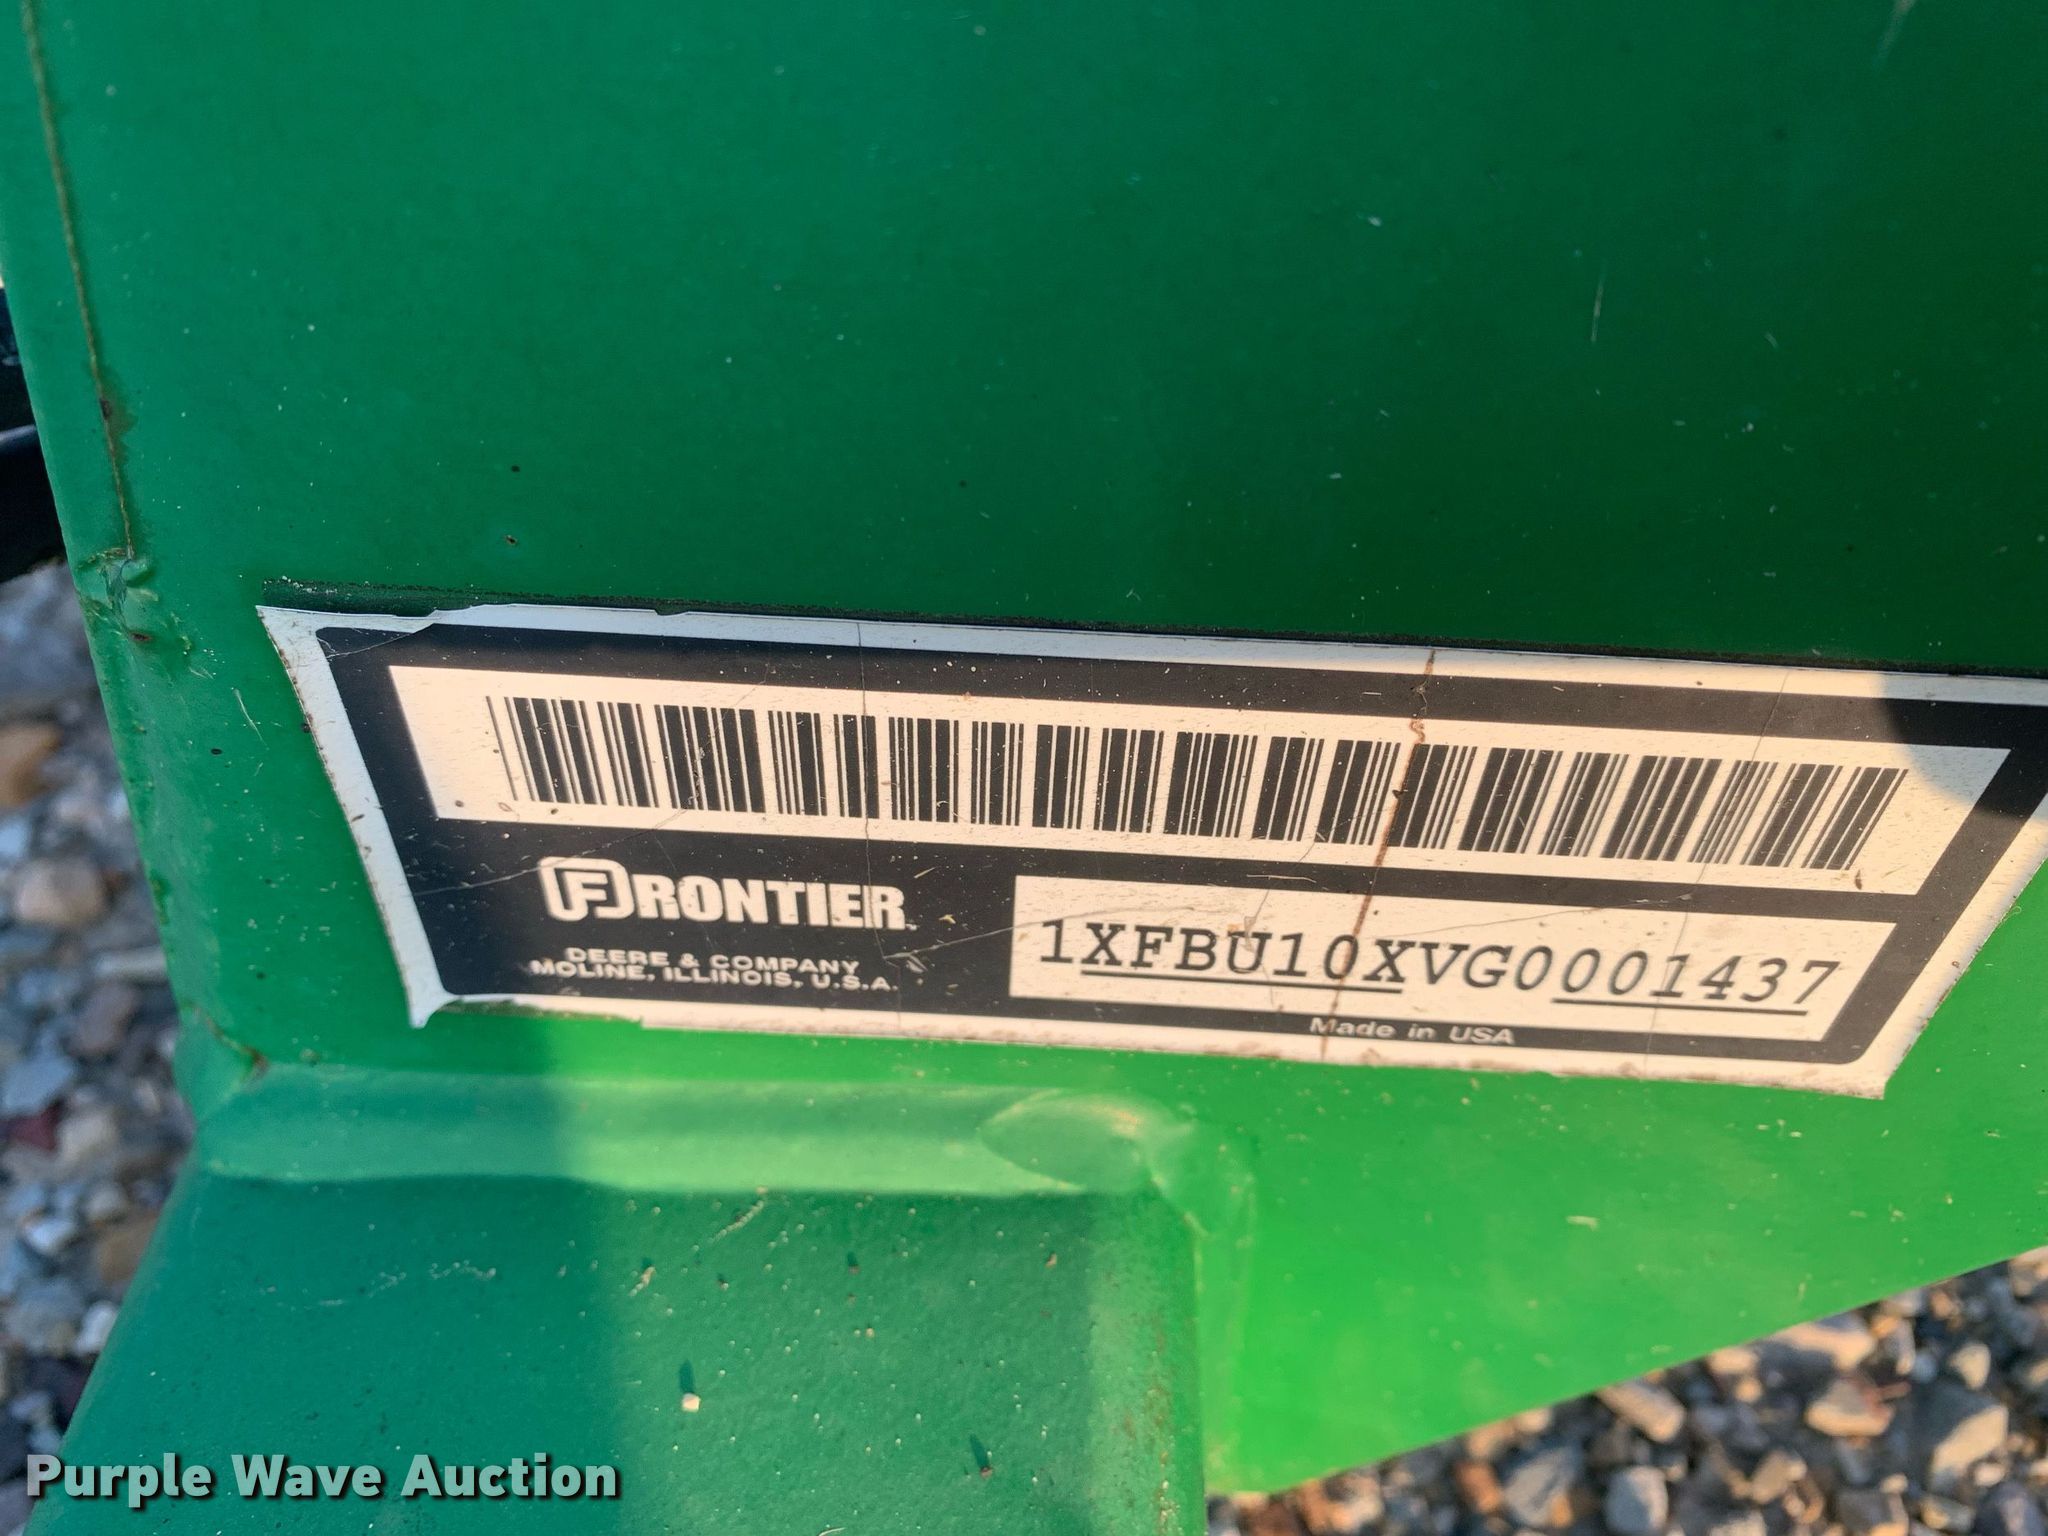 FRONTIER
DEERE & COMPANY
MOLINE, ILLINOIS, U.S.A.
1XFBU10XVG0001437
Made in USA
Purple Wave Auction